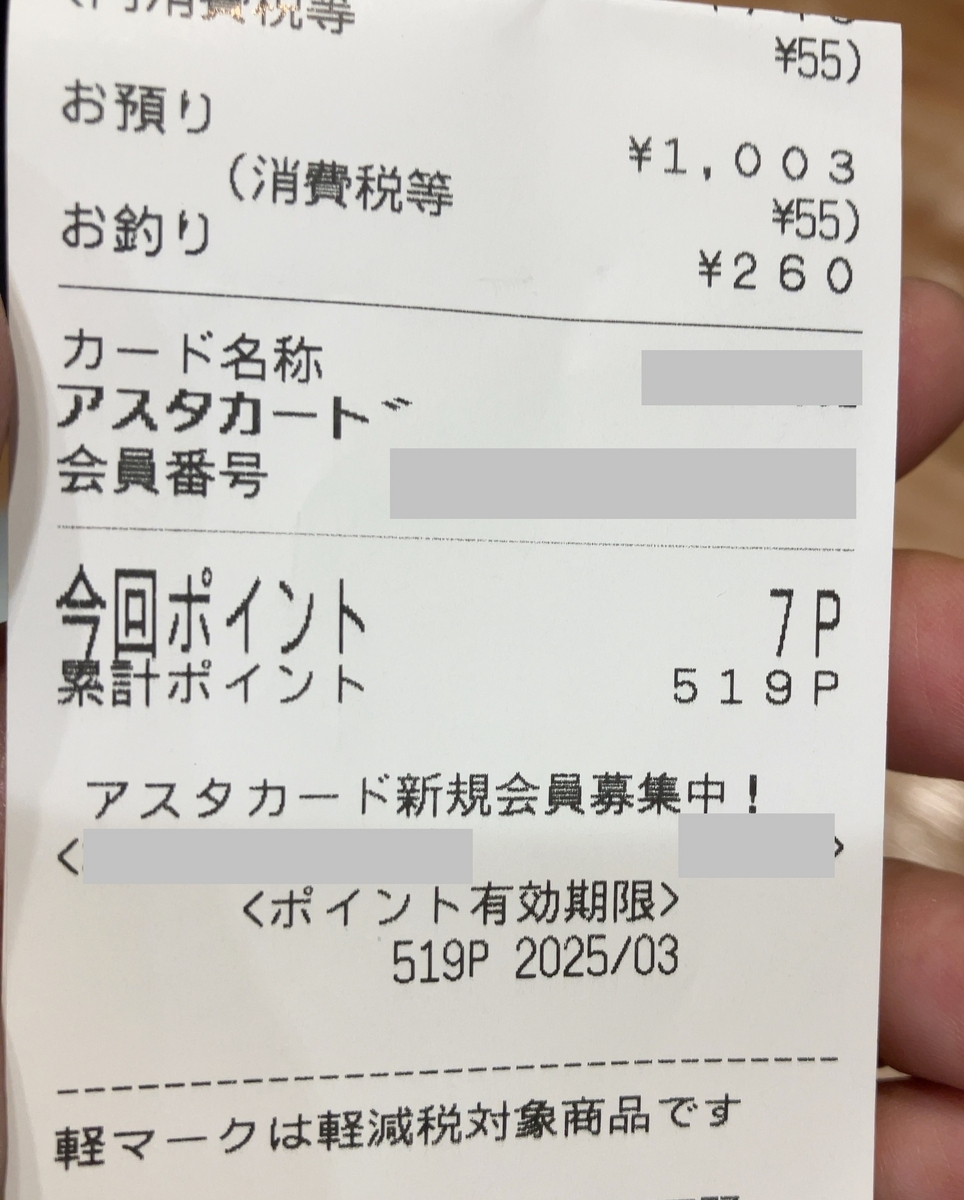 消費税等 ¥55)
お預り ¥1,003
(消費税等 ¥55)
お釣り ¥260
カード名称
アスタカード
会員番号
今回ポイント 7P
累計ポイント 519P
アスタカード新規会員募集中!
< >
<ポイント有効期限>
519P 2025/03
軽マークは軽減税対象商品です